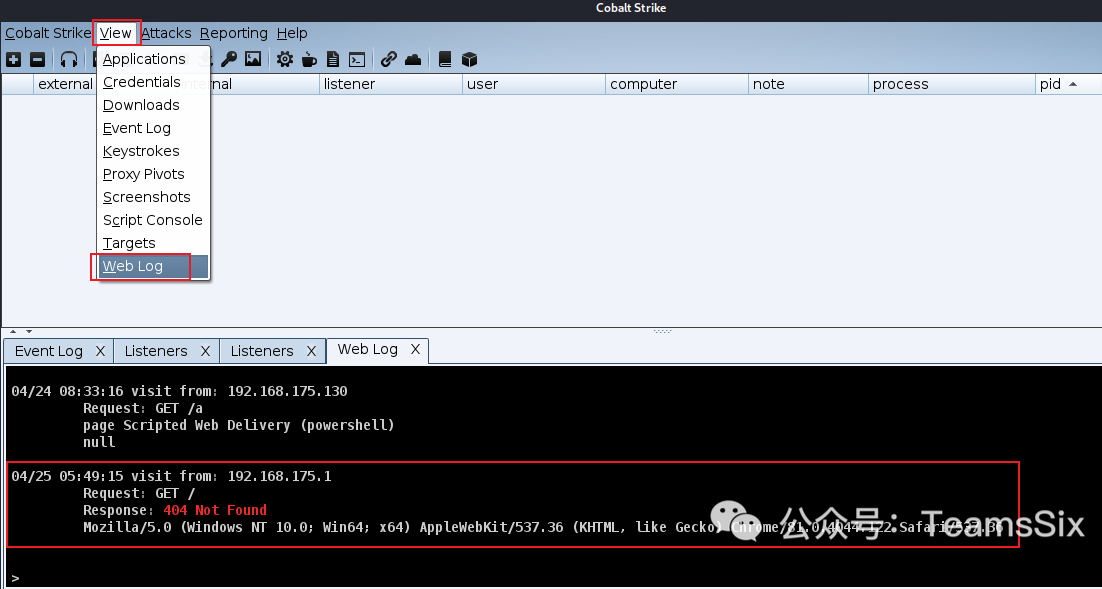 Cobalt Strike
Cobalt Strike View Attacks Reporting Help
Applications
external internal listener user computer note process pid
Credentials
Downloads
Event Log
Keystrokes
Proxy Pivots
Screenshots
Script Console
Targets
Web Log
Event Log X Listeners X Listeners X Web Log X
04/24 08:33:16 visit from: 192.168.175.130
Request: GET /a
page Scripted Web Delivery (powershell)
null
04/25 05:49:15 visit from: 192.168.175.1
Request: GET /
Response: 404 Not Found
Mozilla/5.0 (Windows NT 10.0; Win64; x64) AppleWebKit/537.36 (KHTML, like Gecko) Chrome/81.0.4044.122 Safari/537.36
公众号：TeamsSix
>